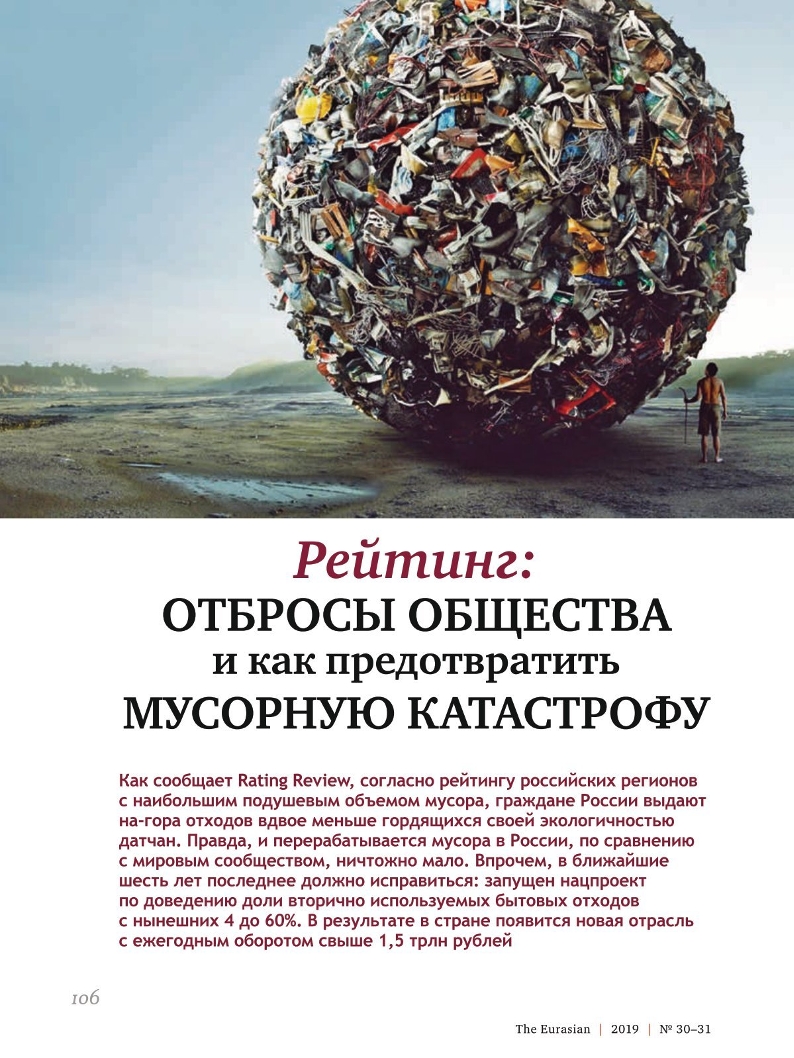 Рейтинг:
ОТБРОСЫ ОБЩЕСТВА
и как предотвратить
МУСОРНУЮ КАТАСТРОФУ
Как сообщает Rating Review, согласно рейтингу российских регионов
с наибольшим подушевым объемом мусора, граждане России выдают
на-гора отходов вдвое меньше гордящихся своей экологичностью
датчан. Правда, и перерабатывается мусора в России, по сравнению
с мировым сообществом, ничтожно мало. Впрочем, в ближайшие
шесть лет последнее должно исправиться: запущен нацпроект
по доведению доли вторично используемых бытовых отходов
с нынешних 4 до 60%. В результате в стране появится новая отрасль
с ежегодным оборотом свыше 1,5 трлн рублей
106
The Eurasian | 2019 | № 30–31